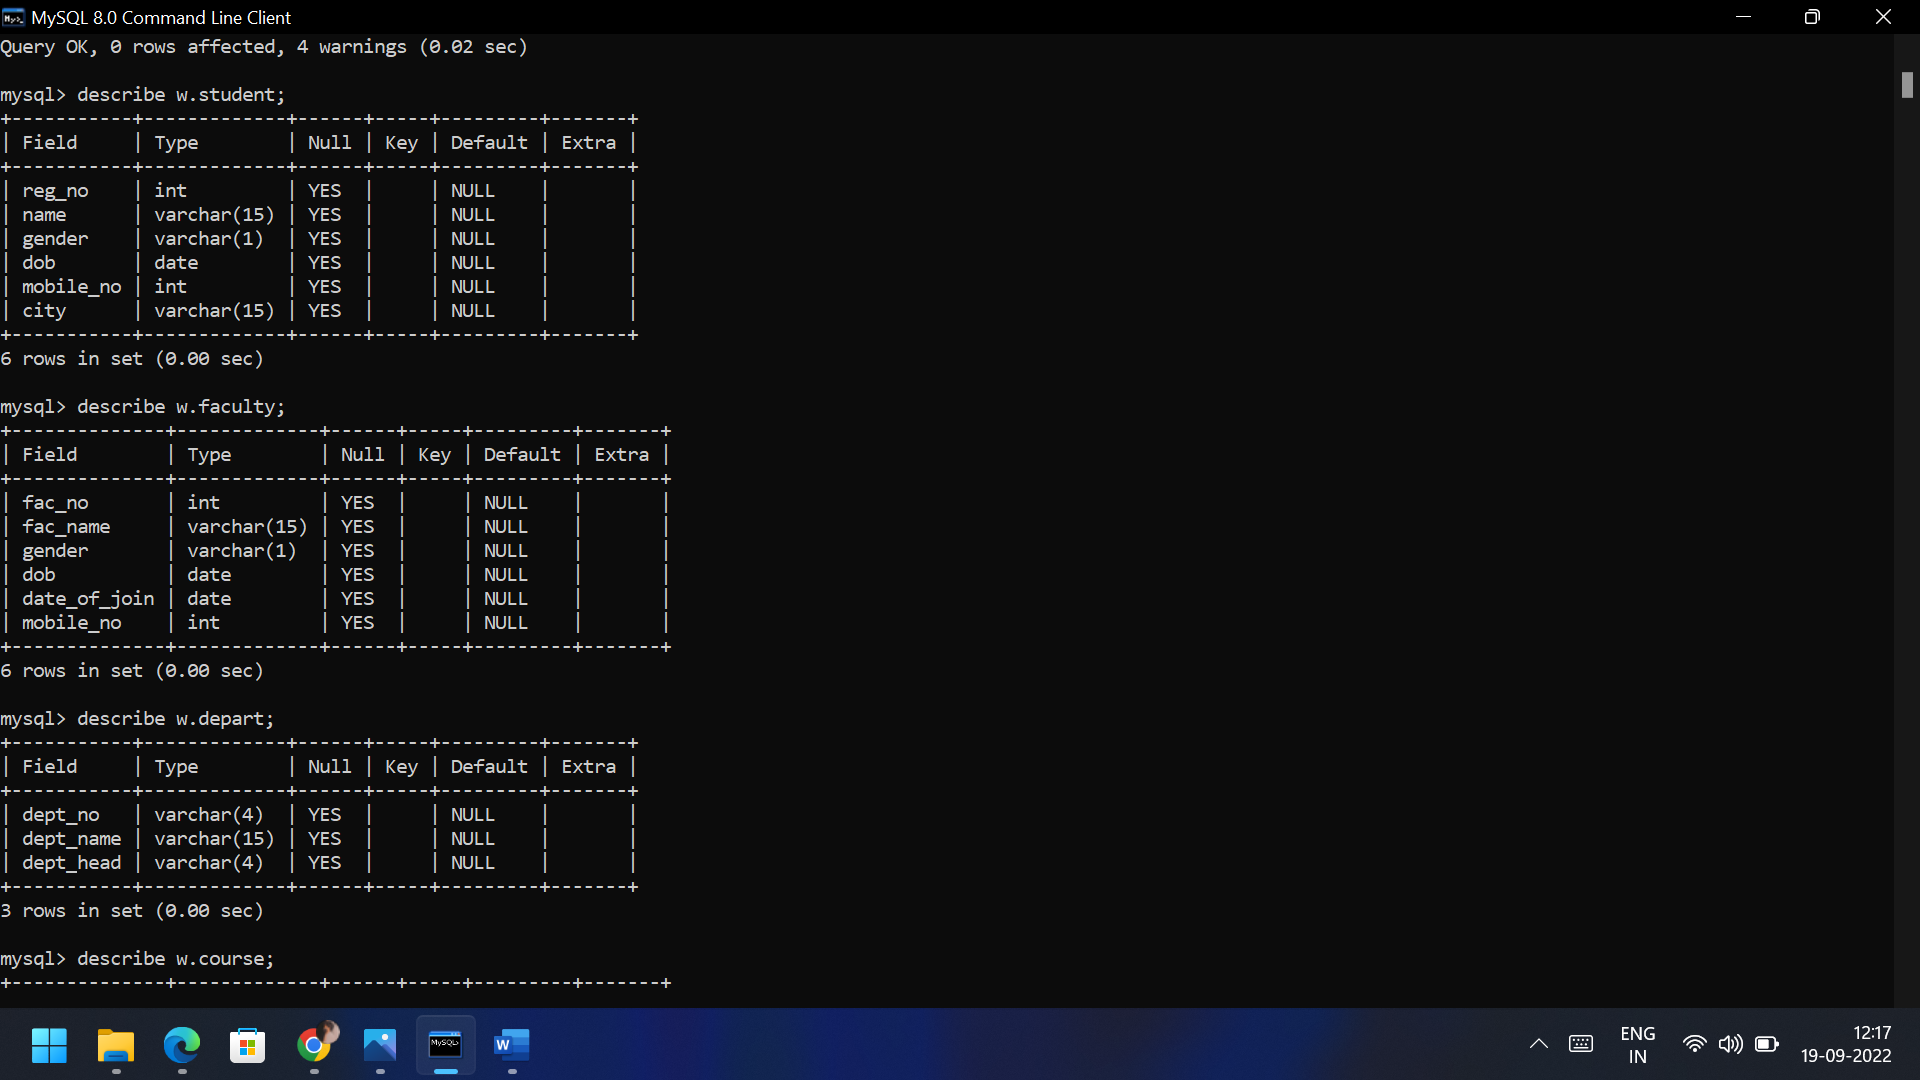 MySQL 8.0 Command Line Client
Query OK, 0 rows affected, 4 warnings (0.02 sec)

mysql> describe w.student;
+-----------+-------------+------+-----+---------+-------+
| Field     | Type        | Null | Key | Default | Extra |
+-----------+-------------+------+-----+---------+-------+
| reg_no    | int         | YES  |     | NULL    |       |
| name      | varchar(15) | YES  |     | NULL    |       |
| gender    | varchar(1)  | YES  |     | NULL    |       |
| dob       | date        | YES  |     | NULL    |       |
| mobile_no | int         | YES  |     | NULL    |       |
| city      | varchar(15) | YES  |     | NULL    |       |
+-----------+-------------+------+-----+---------+-------+
6 rows in set (0.00 sec)

mysql> describe w.faculty;
+--------------+-------------+------+-----+---------+-------+
| Field        | Type        | Null | Key | Default | Extra |
+--------------+-------------+------+-----+---------+-------+
| fac_no       | int         | YES  |     | NULL    |       |
| fac_name     | varchar(15) | YES  |     | NULL    |       |
| gender       | varchar(1)  | YES  |     | NULL    |       |
| dob          | date        | YES  |     | NULL    |       |
| date_of_join | date        | YES  |     | NULL    |       |
| mobile_no    | int         | YES  |     | NULL    |       |
+--------------+-------------+------+-----+---------+-------+
6 rows in set (0.00 sec)

mysql> describe w.depart;
+-----------+-------------+------+-----+---------+-------+
| Field     | Type        | Null | Key | Default | Extra |
+-----------+-------------+------+-----+---------+-------+
| dept_no   | varchar(4)  | YES  |     | NULL    |       |
| dept_name | varchar(15) | YES  |     | NULL    |       |
| dept_head | varchar(4)  | YES  |     | NULL    |       |
+-----------+-------------+------+-----+---------+-------+
3 rows in set (0.00 sec)

mysql> describe w.course;
+--------------+-------------+------+-----+---------+-------+
MySQL>
W
ENG
IN
12:17
19-09-2022